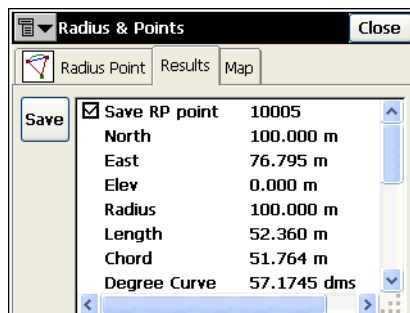 Radius & Points Close
Radius Point Results Map
Save
Save RP point 10005
North 100.000 m
East 76.795 m
Elev 0.000 m
Radius 100.000 m
Length 52.360 m
Chord 51.764 m
Degree Curve 57.1745 dms